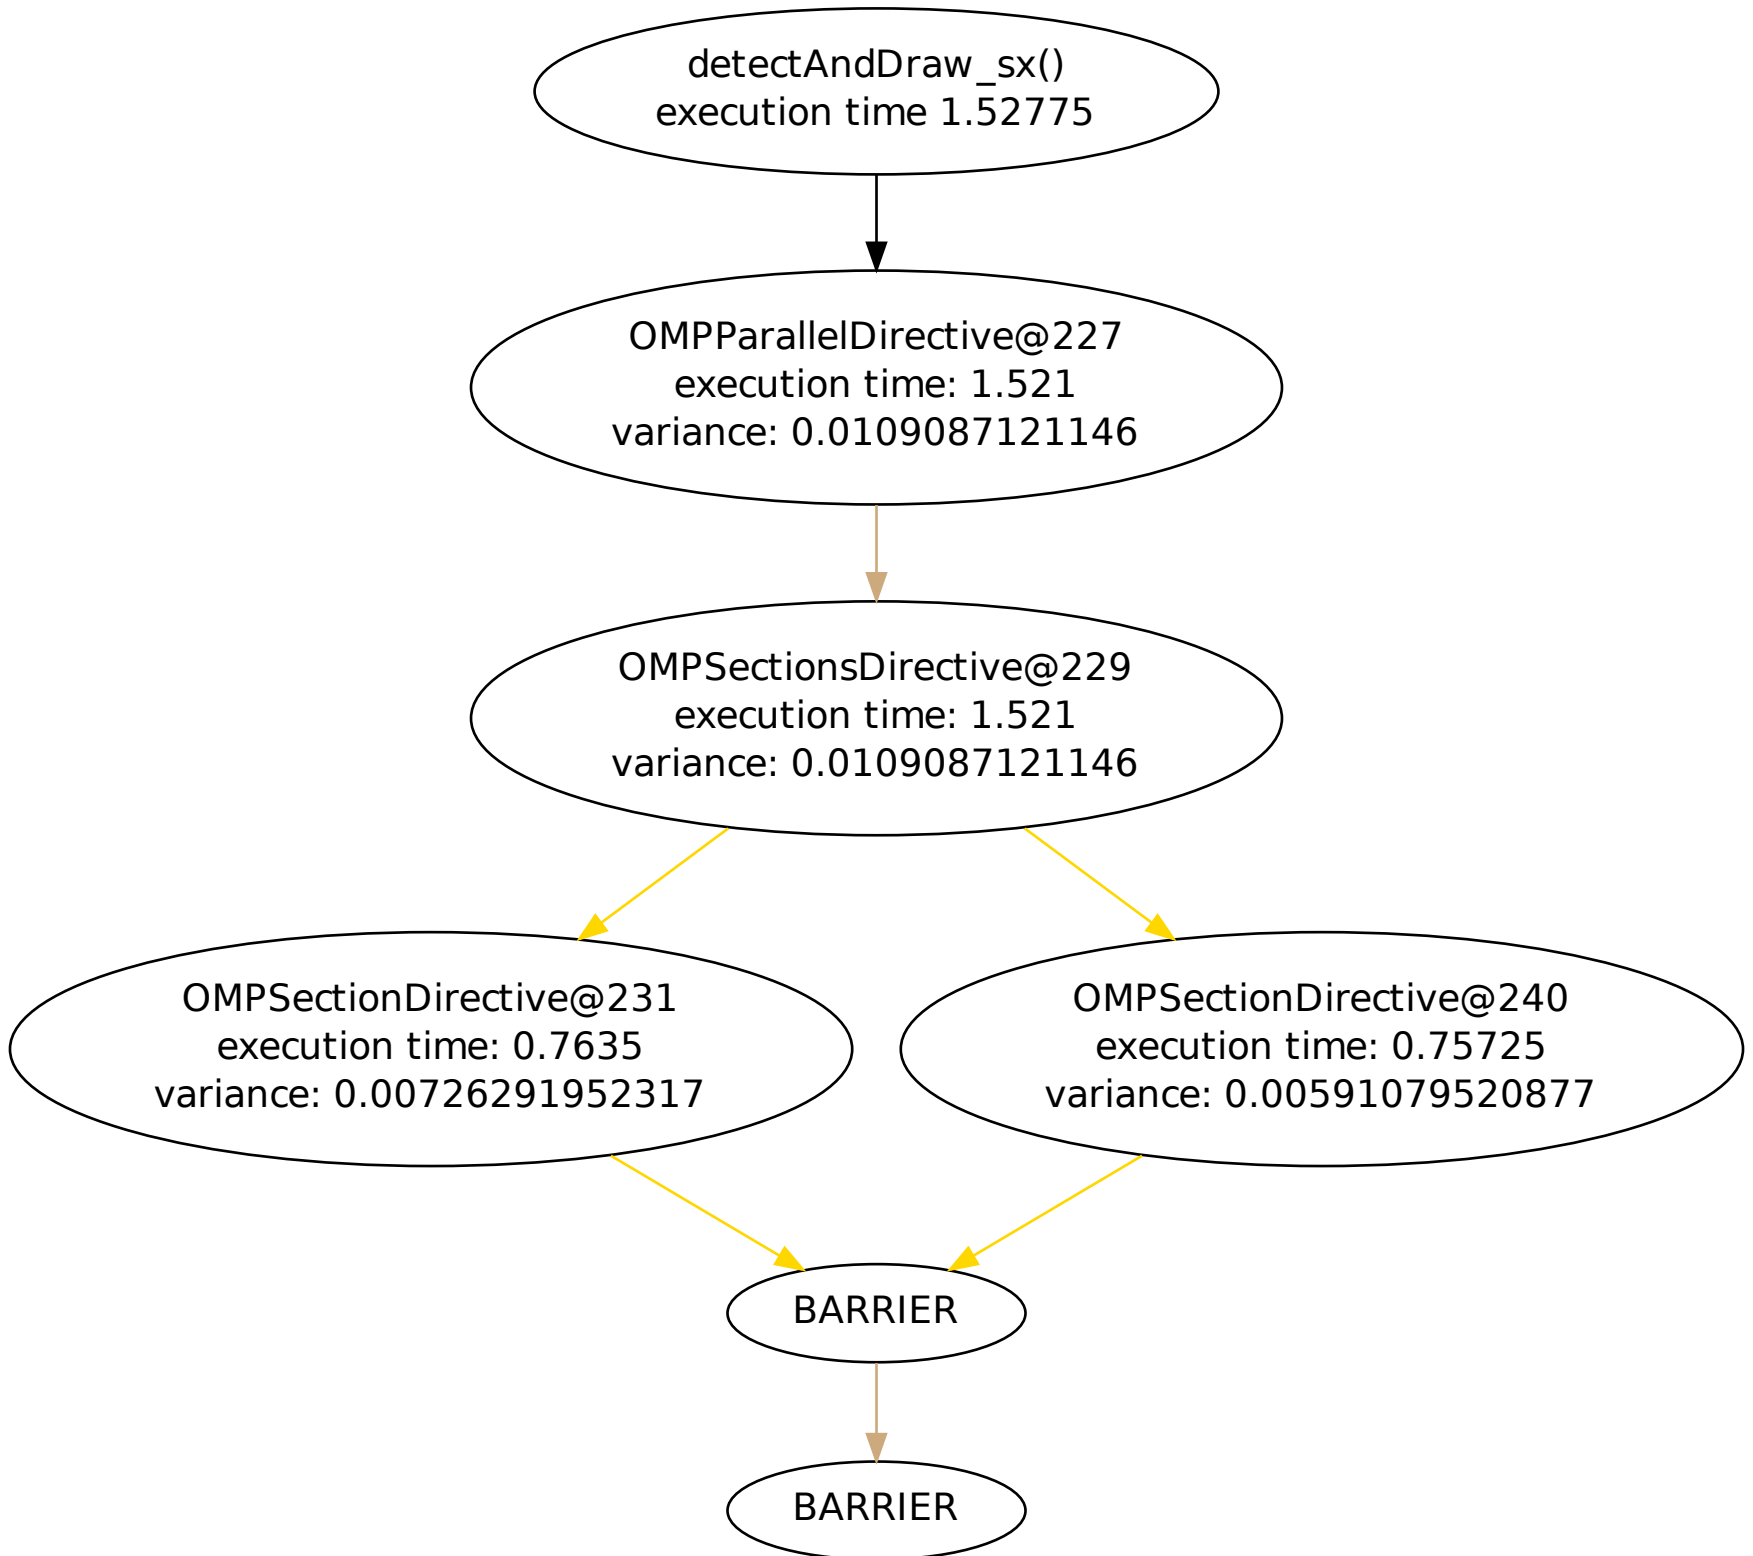 detectAndDraw_sx()
execution time 1.52775
OMPParallelDirective@227
execution time: 1.521
variance: 0.0109087121146
OMPSectionsDirective@229
execution time: 1.521
variance: 0.0109087121146
OMPSectionDirective@231
execution time: 0.7635
variance: 0.00726291952317
OMPSectionDirective@240
execution time: 0.75725
variance: 0.00591079520877
BARRIER
BARRIER